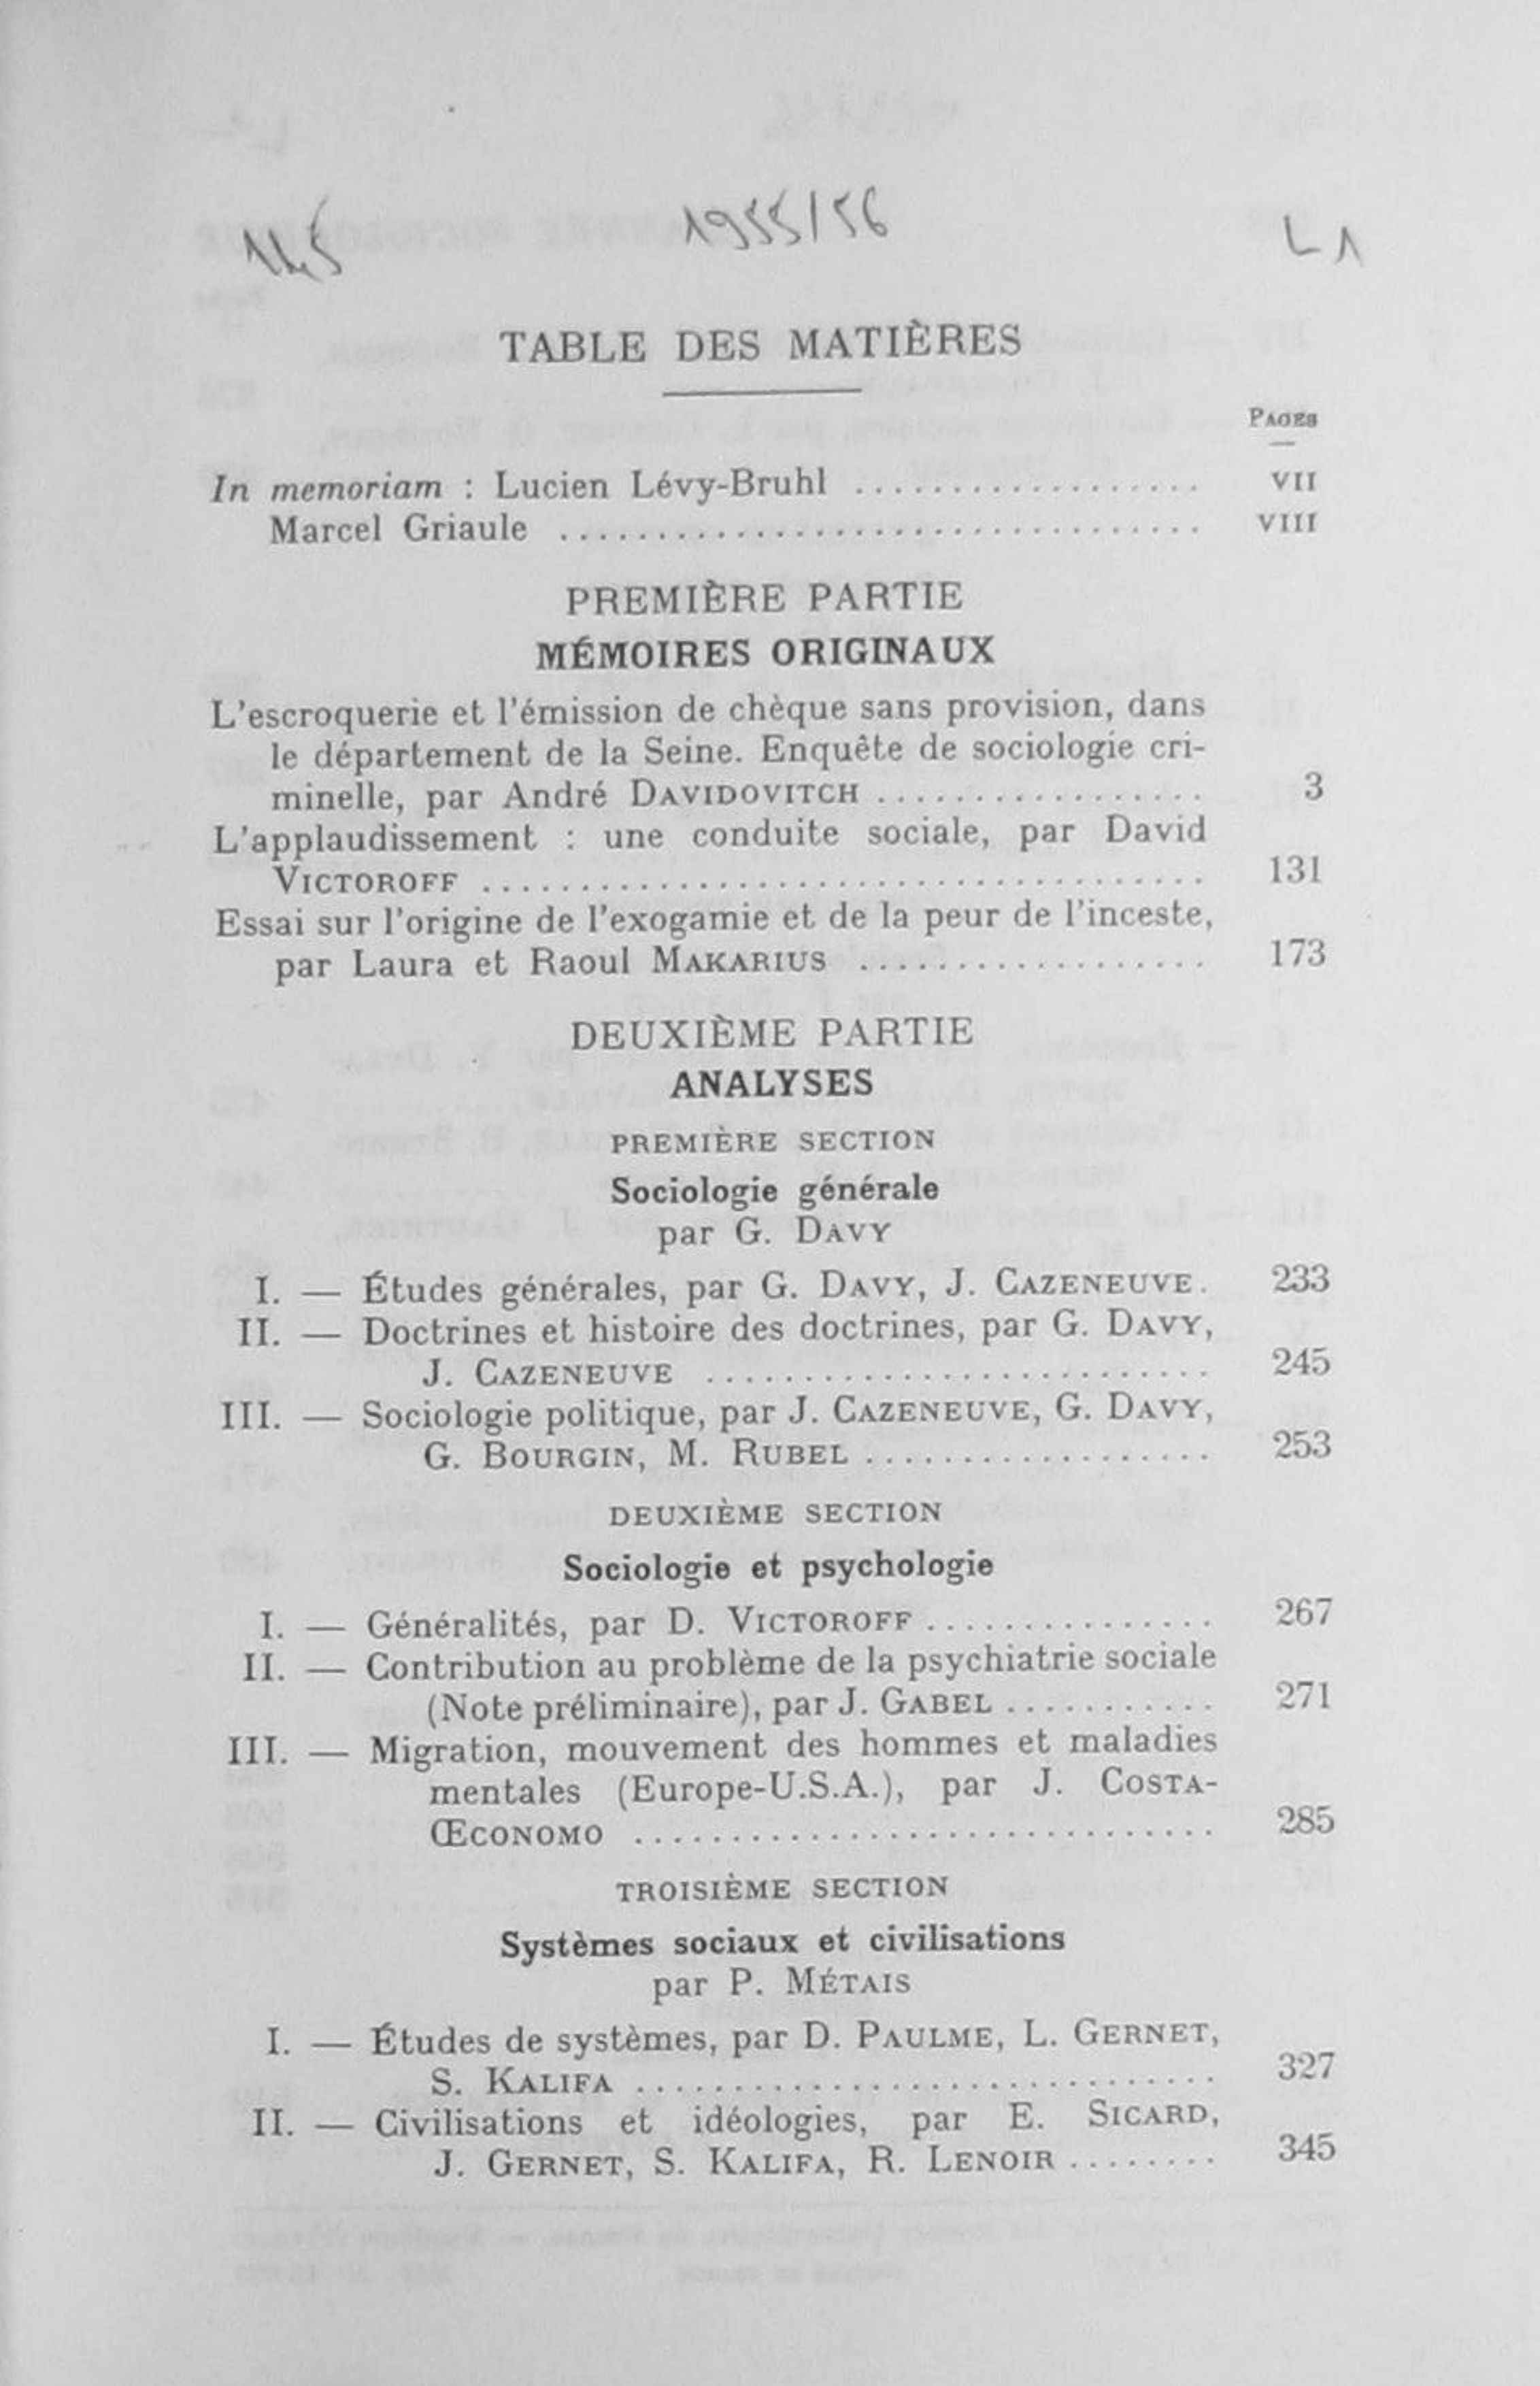 145 1955/56 L1
TABLE DES MATIÈRES
PAGES
In memoriam : Lucien Lévy-Bruhl .................. VII
Marcel Griaule ................................. VIII
PREMIÈRE PARTIE
MÉMOIRES ORIGINAUX
L'escroquerie et l'émission de chèque sans provision, dans
le département de la Seine. Enquête de sociologie cri-
minelle, par André DAVIDOVITCH ................. 3
L'applaudissement : une conduite sociale, par David
VICTOROFF ..................................... 131
Essai sur l'origine de l'exogamie et de la peur de l'inceste,
par Laura et Raoul MAKARIUS .................. 173
DEUXIÈME PARTIE
ANALYSES
PREMIÈRE SECTION
Sociologie générale
par G. DAVY
I. — Études générales, par G. DAVY, J. CAZENEUVE. 233
II. — Doctrines et histoire des doctrines, par G. DAVY,
J. CAZENEUVE .......................... 245
III. — Sociologie politique, par J. CAZENEUVE, G. DAVY,
G. BOURGIN, M. RUBEL .................. 253
DEUXIÈME SECTION
Sociologie et psychologie
I. — Généralités, par D. VICTOROFF ............... 267
II. — Contribution au problème de la psychiatrie sociale
(Note préliminaire), par J. GABEL ........... 271
III. — Migration, mouvement des hommes et maladies
mentales (Europe-U.S.A.), par J. COSTA-
ŒCONOMO .............................. 285
TROISIÈME SECTION
Systèmes sociaux et civilisations
par P. MÉTAIS
I. — Études de systèmes, par D. PAULME, L. GERNET,
S. KALIFA .............................. 327
II. — Civilisations et idéologies, par E. SICARD,
J. GERNET, S. KALIFA, R. LENOIR ........ 345